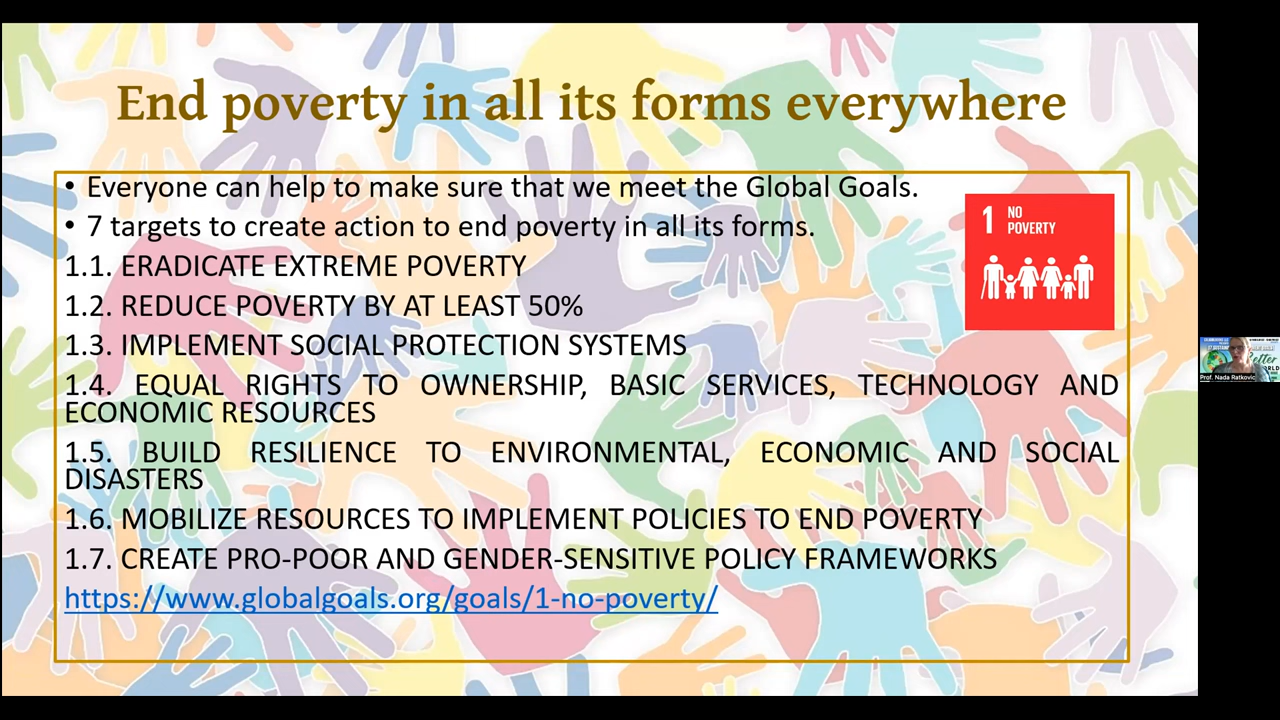 End poverty in all its forms everywhere
• Everyone can help to make sure that we meet the Global Goals.
• 7 targets to create action to end poverty in all its forms.
1 NO
POVERTY
1.1. ERADICATE EXTREME POVERTY
1.2. REDUCE POVERTY BY AT LEAST 50%
1.3. IMPLEMENT SOCIAL PROTECTION SYSTEMS
1.4. EQUAL RIGHTS TO OWNERSHIP, BASIC SERVICES, TECHNOLOGY AND
ECONOMIC RESOURCES
1.5. BUILD RESILIENCE TO ENVIRONMENTAL, ECONOMIC AND SOCIAL
DISASTERS
1.6. MOBILIZE RESOURCES TO IMPLEMENT POLICIES TO END POVERTY
1.7. CREATE PRO-POOR AND GENDER-SENSITIVE POLICY FRAMEWORKS
https://www.globalgoals.org/goals/1-no-poverty/
Prof. Nada Ratkovic